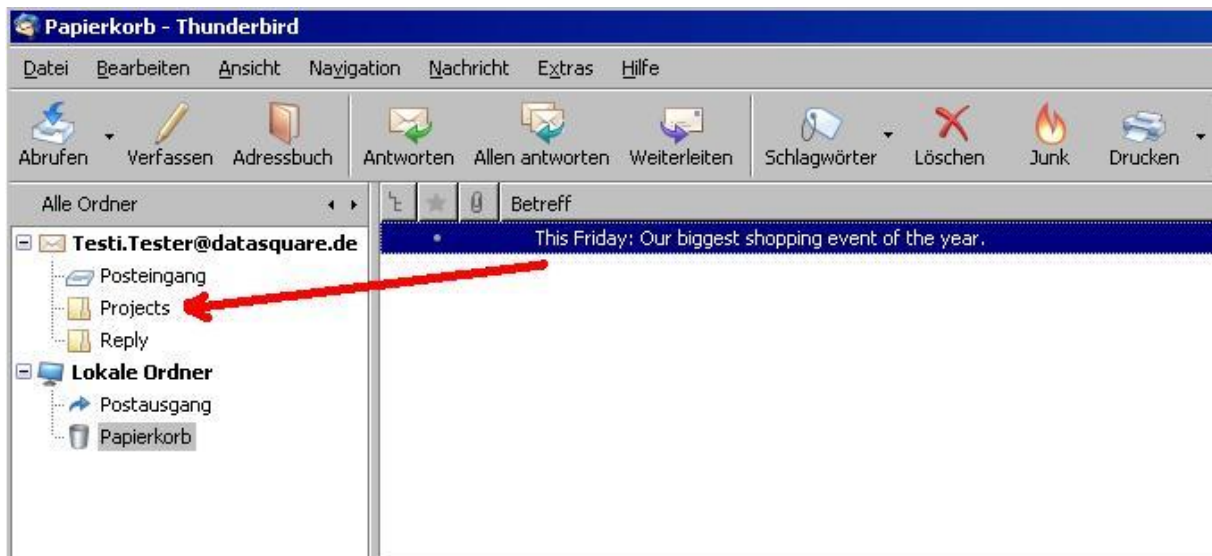 Papierkorb - Thunderbird
Datei Bearbeiten Ansicht Navigation Nachricht Extras Hilfe
Abrufen Verfassen Adressbuch Antworten Allen antworten Weiterleiten Schlagwörter Löschen Junk Drucken
Alle Ordner Betreff
Testi.Tester@datasquare.de This Friday: Our biggest shopping event of the year.
Posteingang
Projects
Reply
Lokale Ordner
Postausgang
Papierkorb